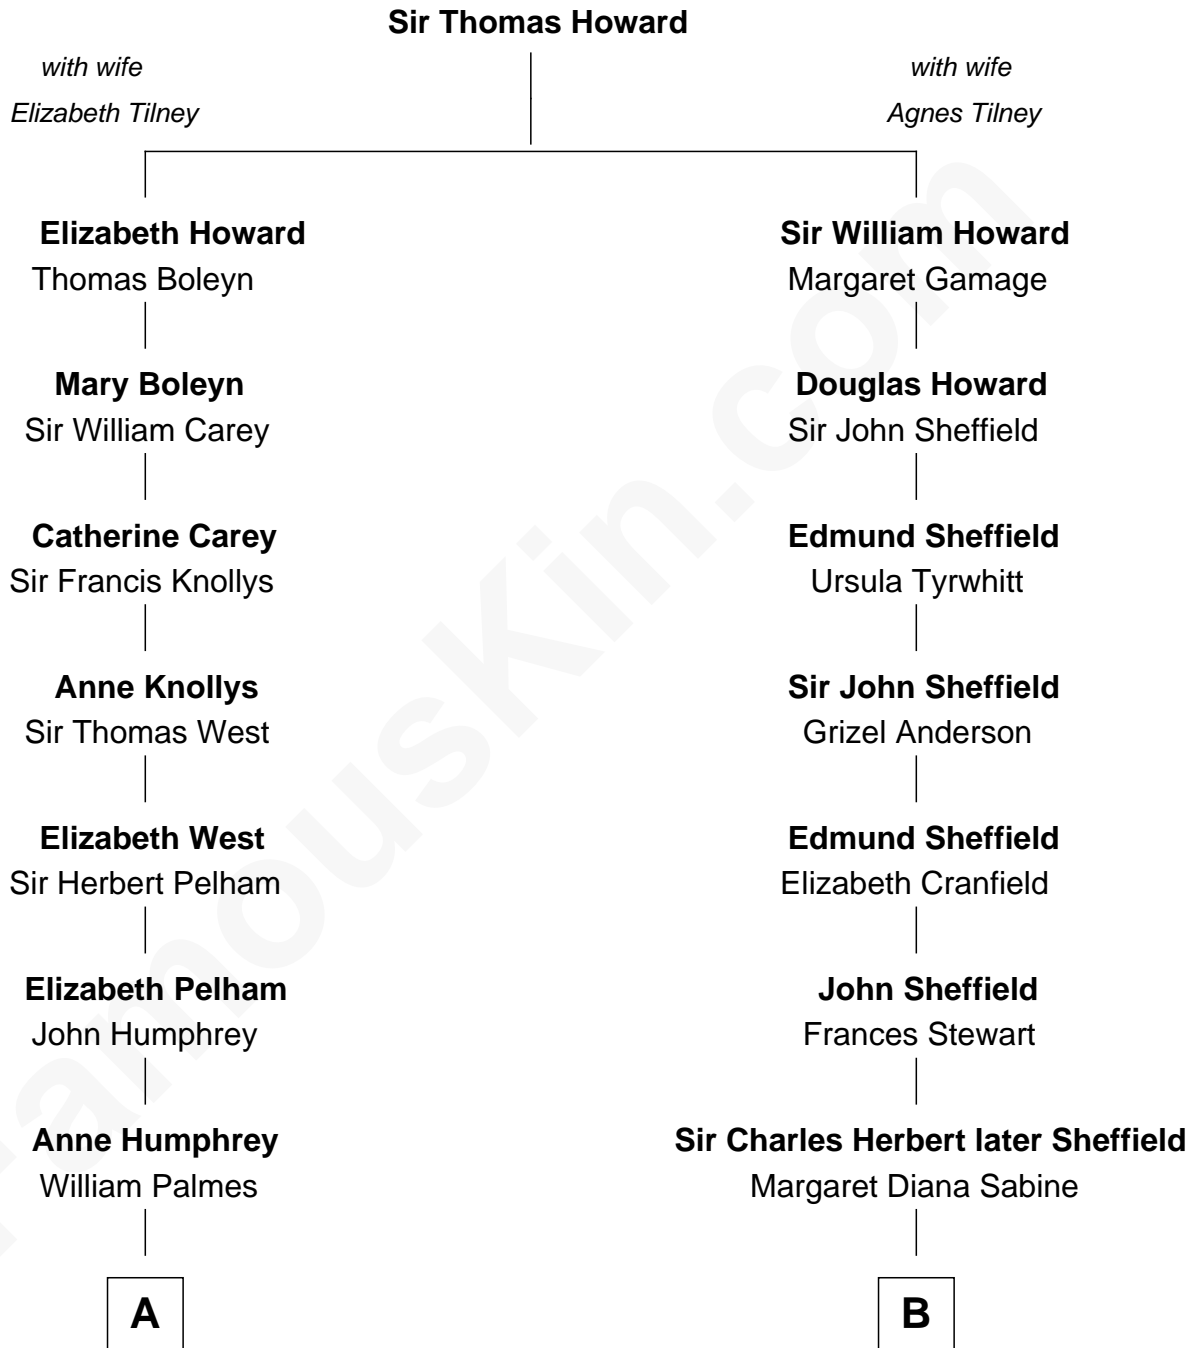 Sir Thomas Howard
with wife
Elizabeth Tilney
with wife
Agnes Tilney
Elizabeth Howard
Thomas Boleyn
Sir William Howard
Margaret Gamage
Mary Boleyn
Sir William Carey
Douglas Howard
Sir John Sheffield
Catherine Carey
Sir Francis Knollys
Edmund Sheffield
Ursula Tyrwhitt
Anne Knollys
Sir Thomas West
Sir John Sheffield
Grizel Anderson
Elizabeth West
Sir Herbert Pelham
Edmund Sheffield
Elizabeth Cranfield
Elizabeth Pelham
John Humphrey
John Sheffield
Frances Stewart
Anne Humphrey
William Palmes
Sir Charles Herbert later Sheffield
Margaret Diana Sabine
A
B
FamousKin.com